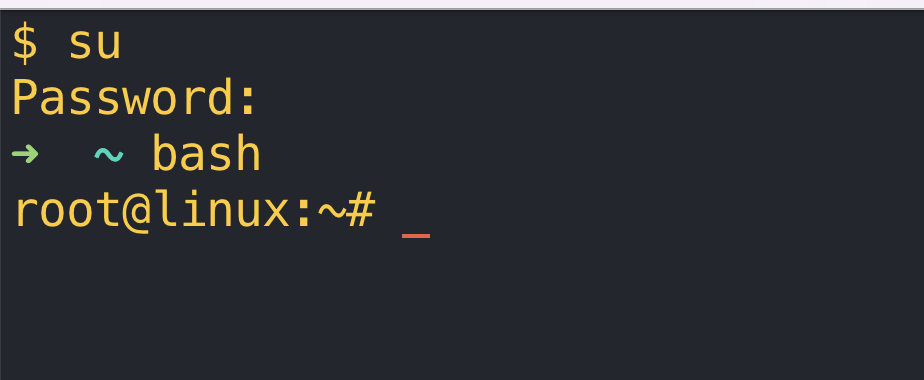 $ su
Password:
➜  ~ bash
root@linux:~# _